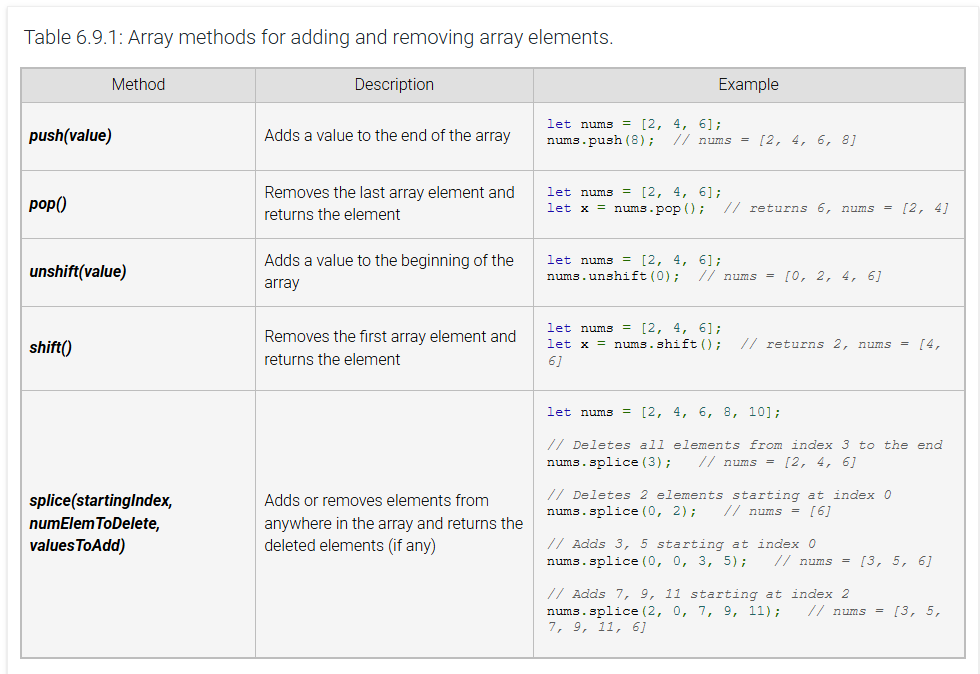 Table 6.9.1: Array methods for adding and removing array elements.
Method
Description
Example
push(value)
Adds a value to the end of the array
let nums = [2, 4, 6];
nums.push(8);  // nums = [2, 4, 6, 8]
pop()
Removes the last array element and
returns the element
let nums = [2, 4, 6];
let x = nums.pop();  // returns 6, nums = [2, 4]
unshift(value)
Adds a value to the beginning of the
array
let nums = [2, 4, 6];
nums.unshift(0);  // nums = [0, 2, 4, 6]
shift()
Removes the first array element and
returns the element
let nums = [2, 4, 6];
let x = nums.shift();  // returns 2, nums = [4,
6]
splice(startingIndex,
numElemToDelete,
valuesToAdd)
Adds or removes elements from
anywhere in the array and returns the
deleted elements (if any)
let nums = [2, 4, 6, 8, 10];
// Deletes all elements from index 3 to the end
nums.splice(3);   // nums = [2, 4, 6]
// Deletes 2 elements starting at index 0
nums.splice(0, 2);   // nums = [6]
// Adds 3, 5 starting at index 0
nums.splice(0, 0, 3, 5);   // nums = [3, 5, 6]
// Adds 7, 9, 11 starting at index 2
nums.splice(2, 0, 7, 9, 11);   // nums = [3, 5,
7, 9, 11, 6]